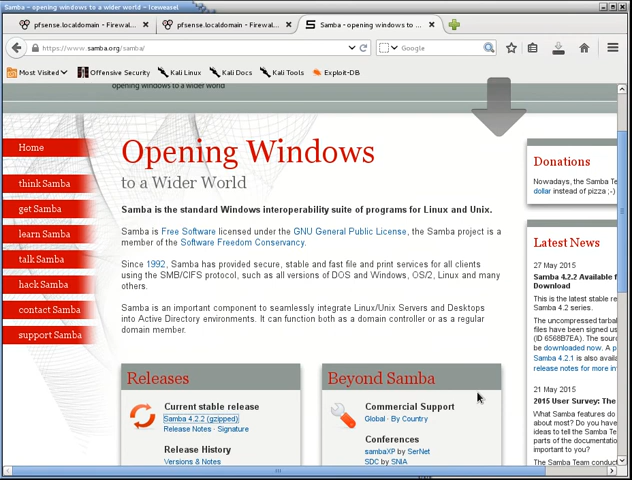 Samba - opening windows to a wider world - Iceweasel
pfsense.localdomain - Firewal...
pfsense.localdomain - Firewal...
Samba - opening windows to ...
https://www.samba.org/samba/
Google
Most Visited
Offensive Security
Kali Linux
Kali Docs
Kali Tools
Exploit-DB
opening windows to a wider world
Home
think Samba
get Samba
learn Samba
talk Samba
hack Samba
contact Samba
support Samba
Opening Windows
to a Wider World
Samba is the standard Windows interoperability suite of programs for Linux and Unix.
Samba is Free Software licensed under the GNU General Public License, the Samba project is a
member of the Software Freedom Conservancy.
Since 1992, Samba has provided secure, stable and fast file and print services for all clients
using the SMB/CIFS protocol, such as all versions of DOS and Windows, OS/2, Linux and many
others.
Samba is an important component to seamlessly integrate Linux/Unix Servers and Desktops
into Active Directory environments. It can function both as a domain controller or as a regular
domain member.
Releases
Current stable release
Samba 4.2.2 (gzipped)
Release Notes · Signature
Release History
Versions & Notes
Beyond Samba
Commercial Support
Global · By Country
Conferences
sambaXP by SerNet
SDC by SNIA
Donations
Nowadays, the Samba Te
dollar instead of pizza ;-)
Latest News
27 May 2015
Samba 4.2.2 Available f
Download
This is the latest stable re
Samba 4.2 series.
The uncompressed tarbal
files have been signed us
(ID 6568B7EA). The sourc
be downloaded now. A p
Samba 4.2.1 is also availa
release notes for more in
21 May 2015
2015 User Survey: The
What Samba features do
most about? Do you have
ideas to tell the Samba T
parts of the documentatio
important to you?
The Samba Team conduct